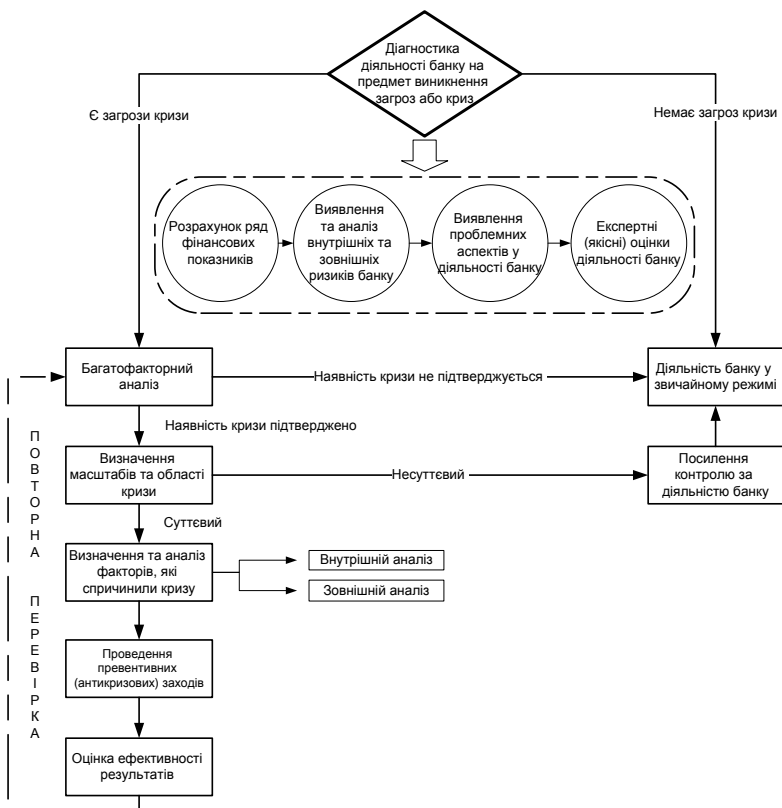 Діагностика
діяльності банку на
предмет виникнення
загроз або криз
Є загрози кризи
Немає загроз кризи
Розрахунок ряд
фінансових
показників
Виявлення
та аналіз
внутрішніх та
зовнішніх
ризиків банку
Виявлення
проблемних
аспектів у
діяльності банку
Експертні
(якісні) оцінки
діяльності банку
Багатофакторний
аналіз
Наявність кризи не підтверджується
Діяльність банку у
звичайному режимі
Наявність кризи підтверджено
Визначення
масштабів та області
кризи
Несуттєвий
Посилення
контролю за
діяльністю банку
Суттєвий
Визначення та аналіз
факторів, які
спричинили кризу
Внутрішній аналіз
Зовнішній аналіз
Проведення
превентивних
(антикризових) заходів
Оцінка ефективності
результатів
ПОВТОРНА ПЕРЕВІРКА